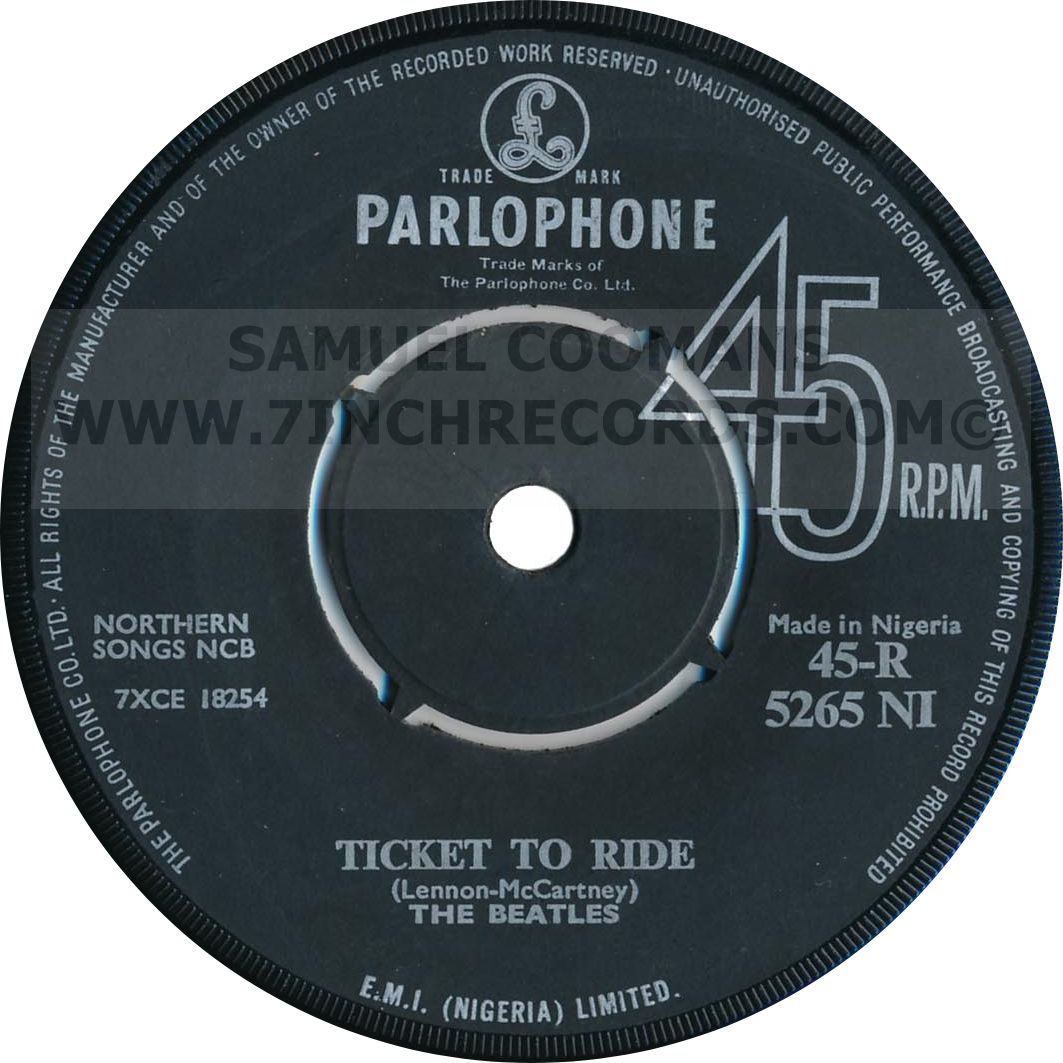 THE PARLOPHONE CO.LTD. · ALL RIGHTS OF THE MANUFACTURER AND OF THE OWNER OF THE RECORDED WORK RESERVED · UNAUTHORISED PUBLIC PERFORMANCE BROADCASTING AND COPYING OF THIS RECORD PROHIBITED
£
TRADE MARK
PARLOPHONE
Trade Marks of
The Parlophone Co. Ltd.
SAMUEL COOMANS
WWW.7INCHRECORDS.COM©
45
R.P.M.
NORTHERN
SONGS NCB
7XCE 18254
Made in Nigeria
45-R
5265 NI
TICKET TO RIDE
(Lennon-McCartney)
THE BEATLES
E.M.I. (NIGERIA) LIMITED.